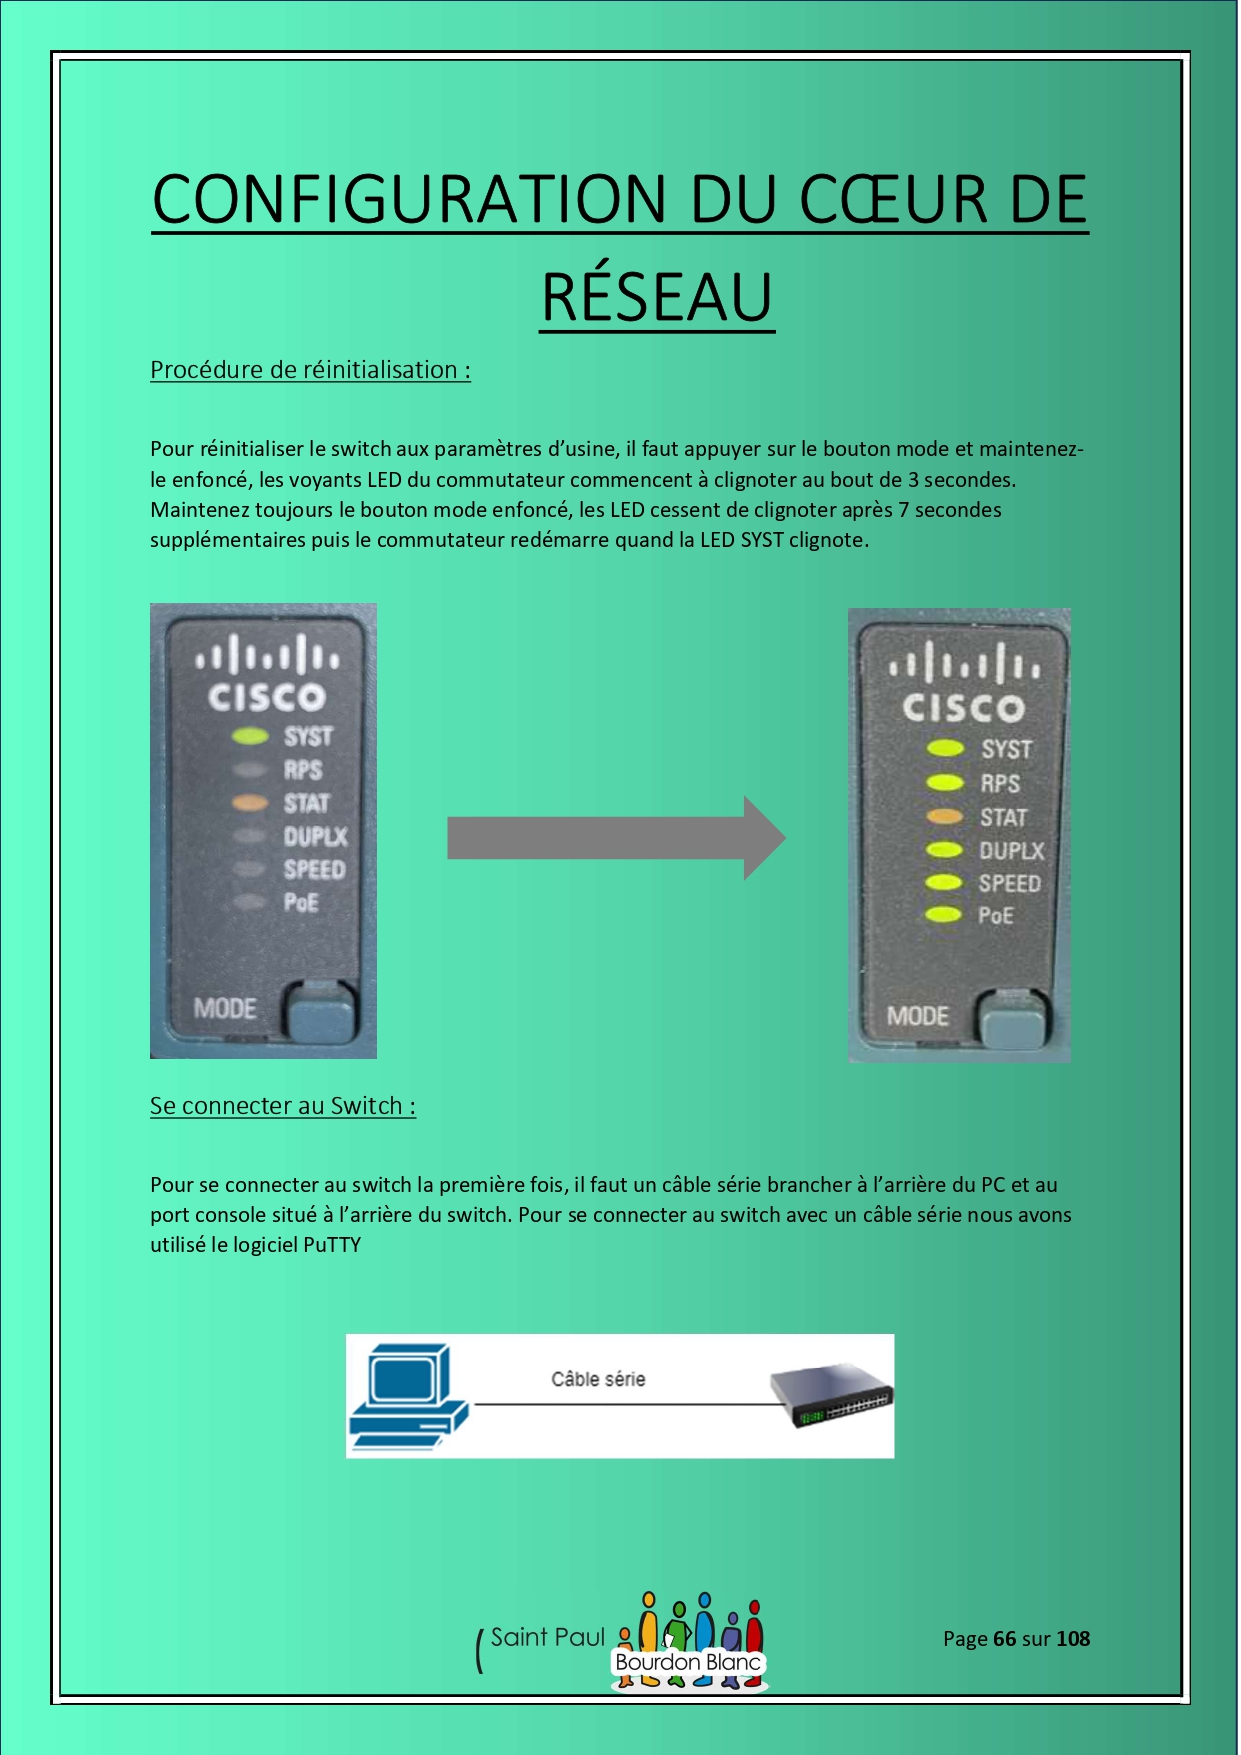 CONFIGURATION DU CŒUR DE
RÉSEAU
Procédure de réinitialisation :
Pour réinitialiser le switch aux paramètres d’usine, il faut appuyer sur le bouton mode et maintenez-
le enfoncé, les voyants LED du commutateur commencent à clignoter au bout de 3 secondes.
Maintenez toujours le bouton mode enfoncé, les LED cessent de clignoter après 7 secondes
supplémentaires puis le commutateur redémarre quand la LED SYST clignote.
CISCO
SYST
RPS
STAT
DUPLX
SPEED
PoE
MODE
CISCO
SYST
RPS
STAT
DUPLX
SPEED
PoE
MODE
Se connecter au Switch :
Pour se connecter au switch la première fois, il faut un câble série brancher à l’arrière du PC et au
port console situé à l’arrière du switch. Pour se connecter au switch avec un câble série nous avons
utilisé le logiciel PuTTY
Câble série
Saint Paul
Bourdon Blanc
Page 66 sur 108